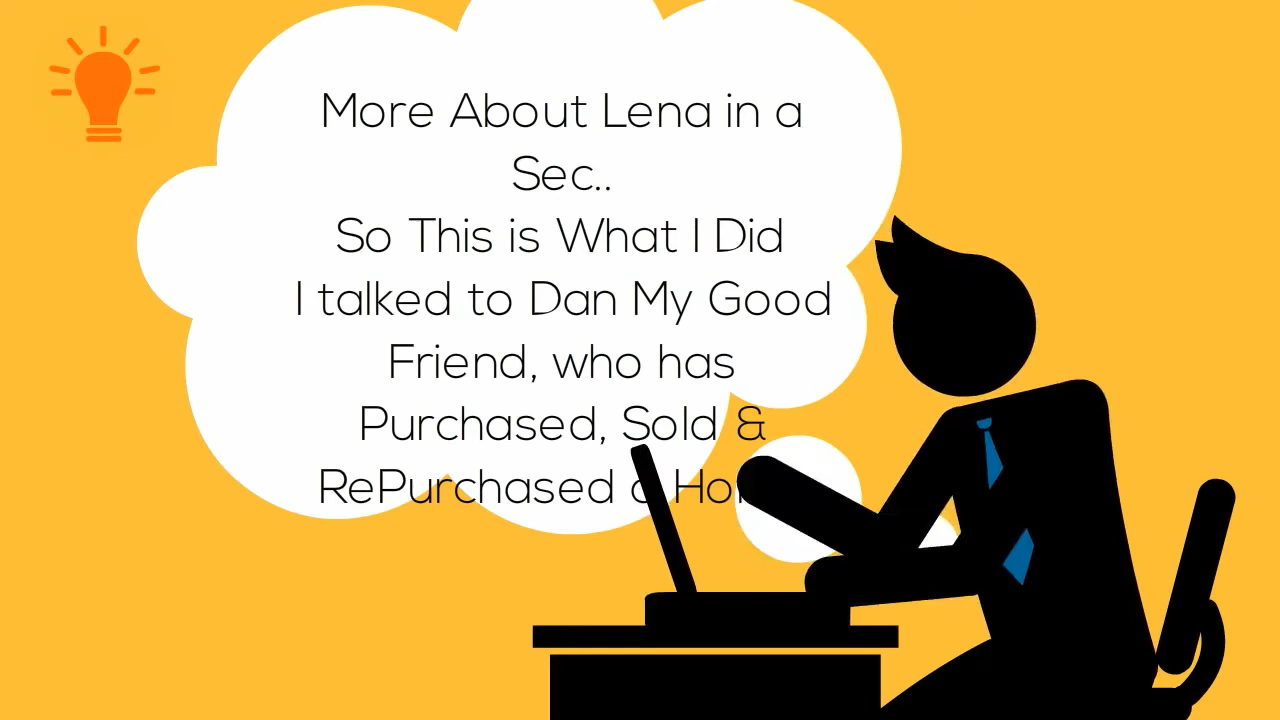 More About Lena in a
Sec..
So This is What I Did
I talked to Dan My Good
Friend, who has
Purchased, Sold &
RePurchased a